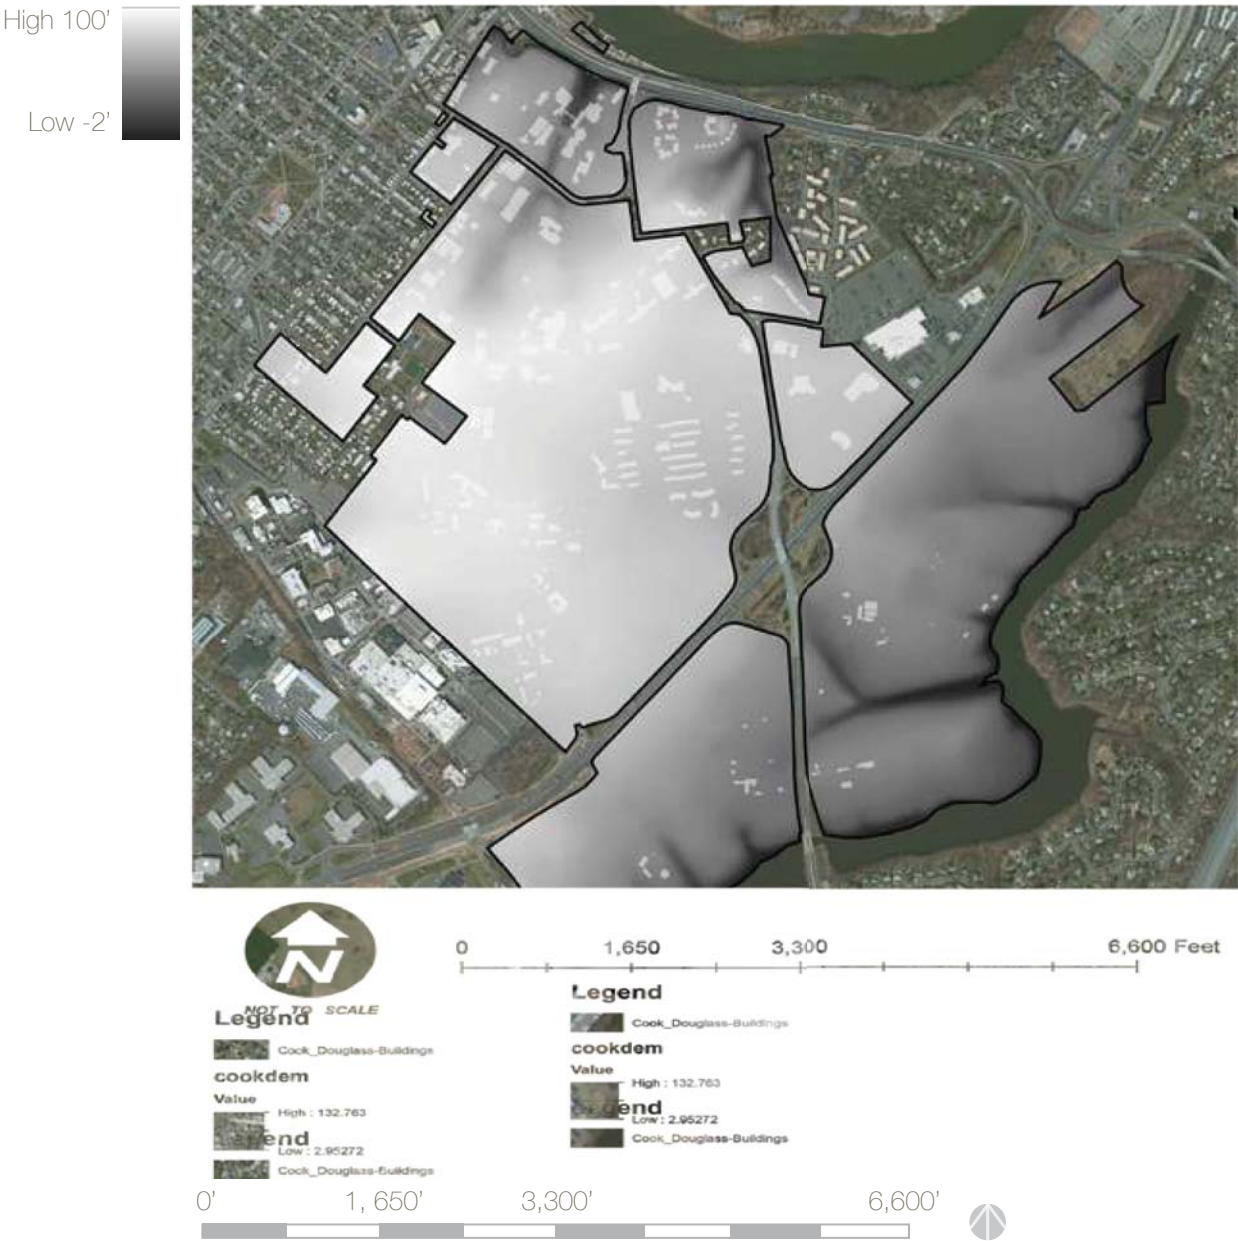 High 100’
Low -2’
N
NOT TO SCALE
0 1,650 3,300 6,600 Feet
Legend
Cook_Douglass-Buildings
cookdem
Value
High : 132.763
Low : 2.95272
Cook_Douglass-Buildings
Legend
Cook_Douglass-Buildings
cookdem
Value
High : 132.763
Low : 2.95272
Cook_Douglass-Buildings
0’ 1, 650’ 3,300’ 6,600’